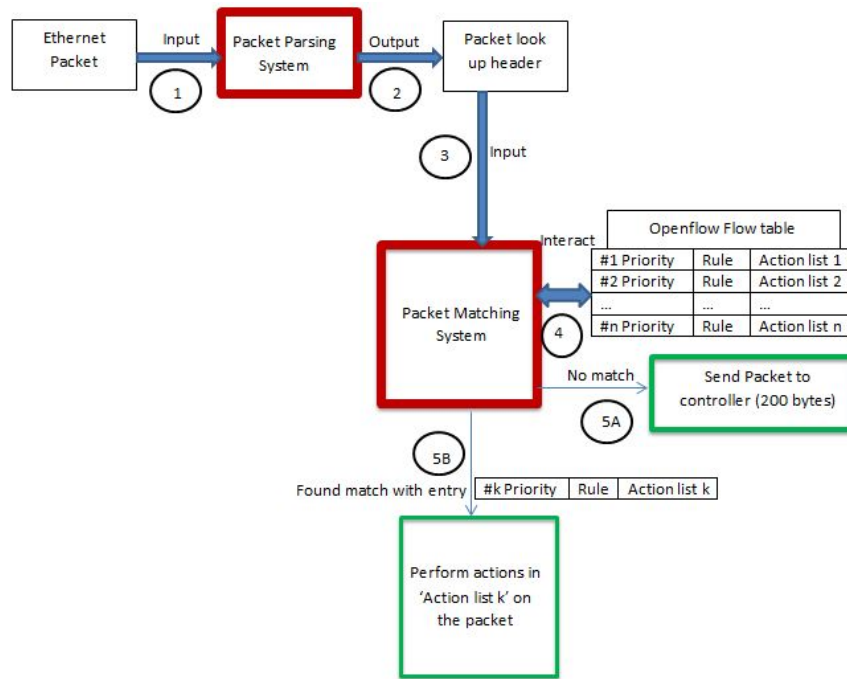 Ethernet
Packet
Input
1
Packet Parsing
System
Output
2
Packet look
up header
3
Input
Packet Matching
System
Interact
4
Openflow Flow table
#1 Priority Rule Action list 1
#2 Priority Rule Action list 2
... ... ...
#n Priority Rule Action list n
No match
5A
Send Packet to
controller (200 bytes)
5B
Found match with entry
#k Priority Rule Action list k
Perform actions in
‘Action list k’ on
the packet